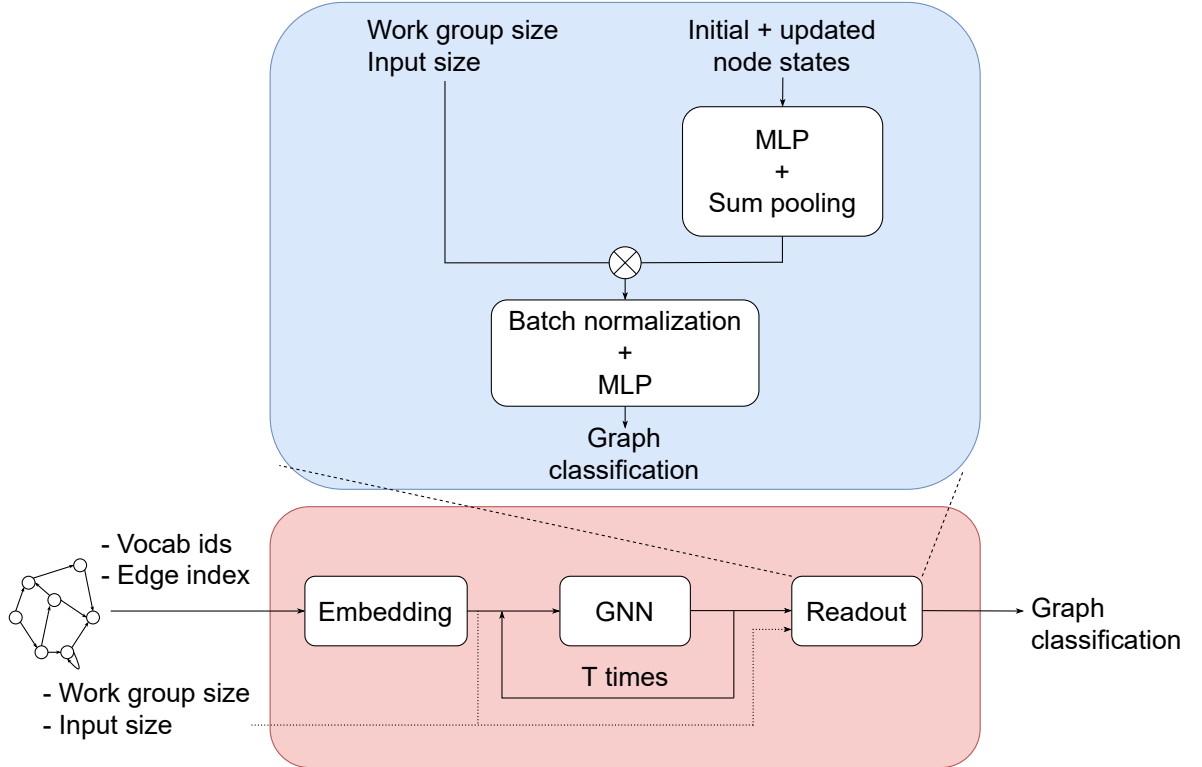 Work group size
Input size
Initial + updated
node states
MLP
+
Sum pooling
Batch normalization
+
MLP
Graph
classification
- Vocab ids
- Edge index
Embedding
GNN
Readout
Graph
classification
T times
- Work group size
- Input size